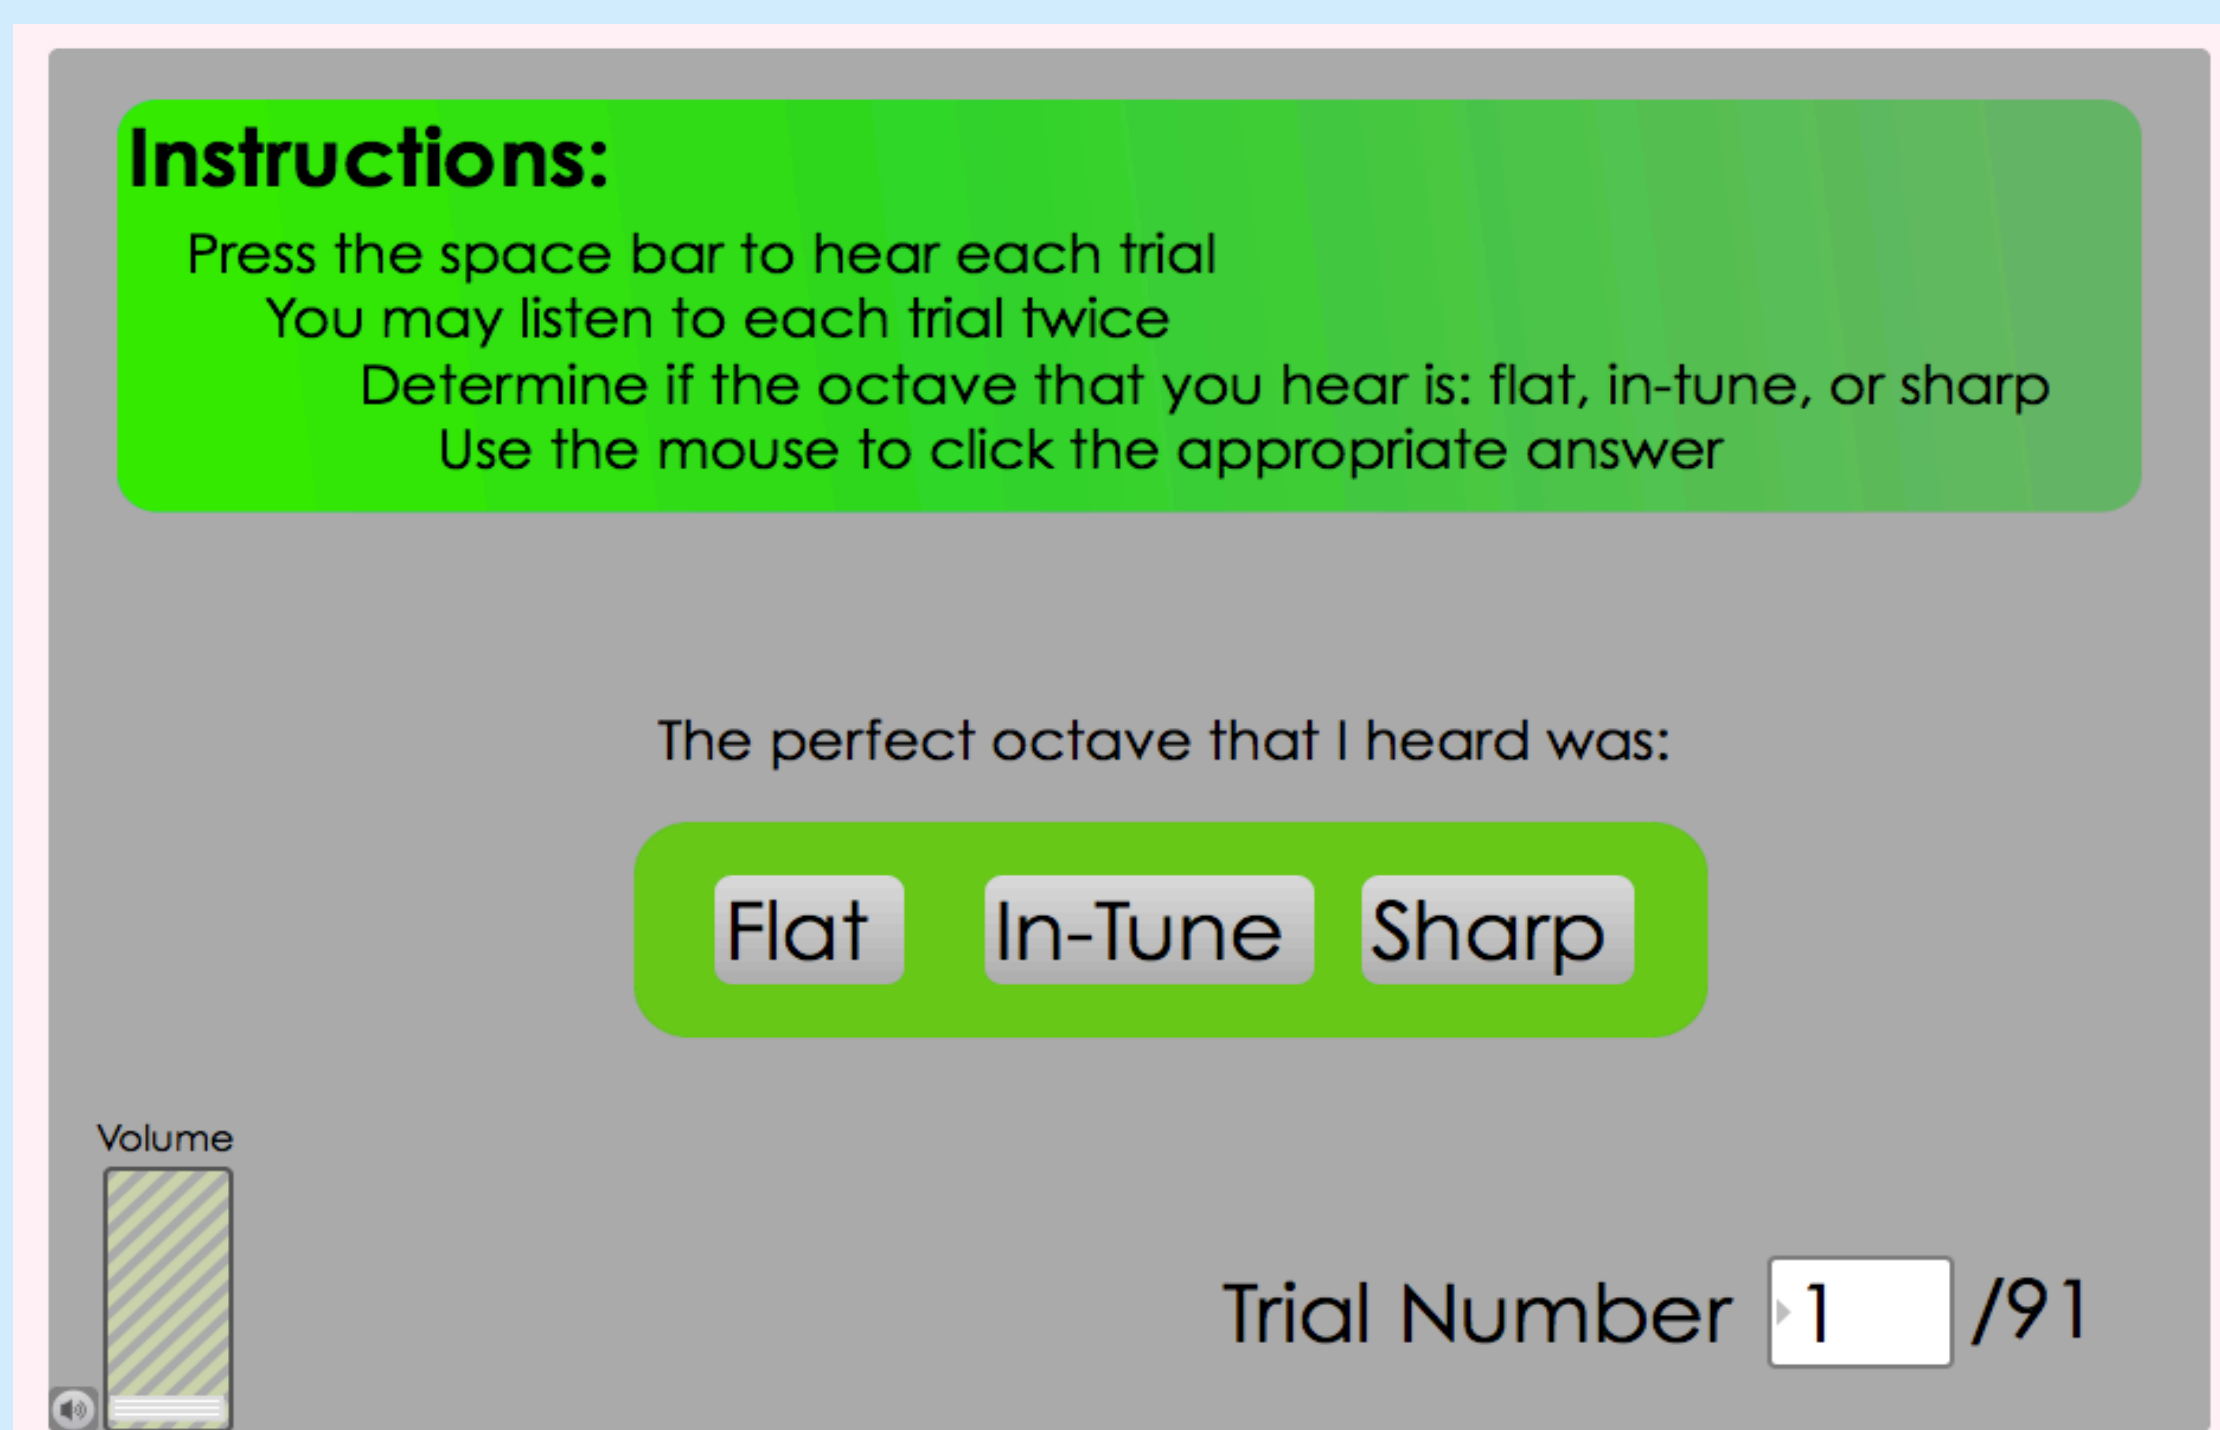 Instructions:
Press the space bar to hear each trial
You may listen to each trial twice
Determine if the octave that you hear is: flat, in-tune, or sharp
Use the mouse to click the appropriate answer
The perfect octave that I heard was:
Flat In-Tune Sharp
Volume
Trial Number 1 /91